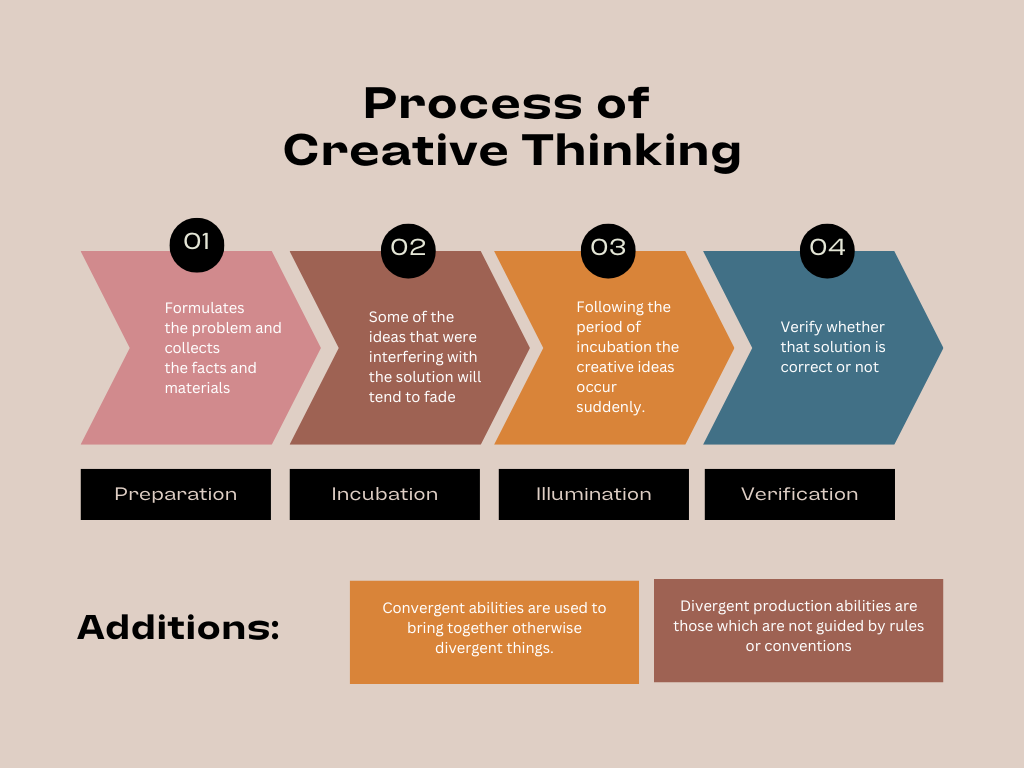 Process of
Creative Thinking
01
Formulates
the problem and
collects
the facts and
materials
Preparation
02
Some of the
ideas that were
interfering with
the solution will
tend to fade
Incubation
03
Following the
period of
incubation the
creative ideas
occur
suddenly.
Illumination
04
Verify whether
that solution is
correct or not
Verification
Additions:
Convergent abilities are used to
bring together otherwise
divergent things.
Divergent production abilities are
those which are not guided by rules
or conventions